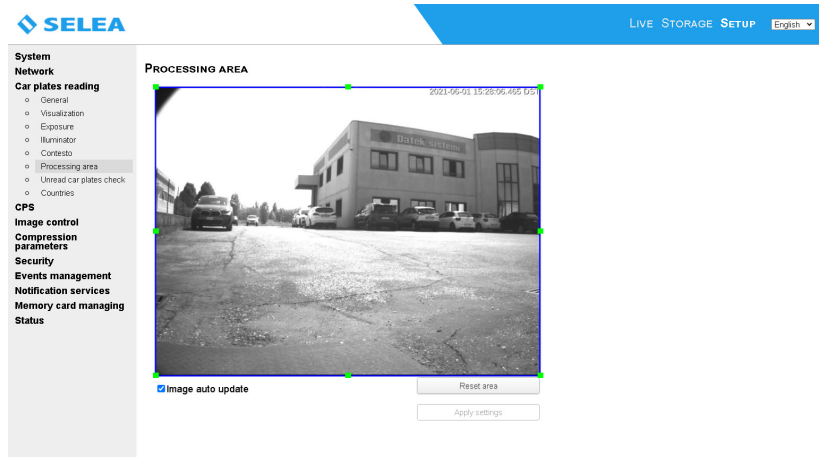 SELEA
LIVE STORAGE SETUP English
System
Network
Car plates reading
General
Visualization
Exposure
Illuminator
Contesto
Processing area
Unread car plates check
Countries
CPS
Image control
Compression
parameters
Security
Events management
Notification services
Memory card managing
Status
PROCESSING AREA
2021-06-01 15:28:06.465 DST
Datek sistemi
Image auto update
Reset area
Apply settings